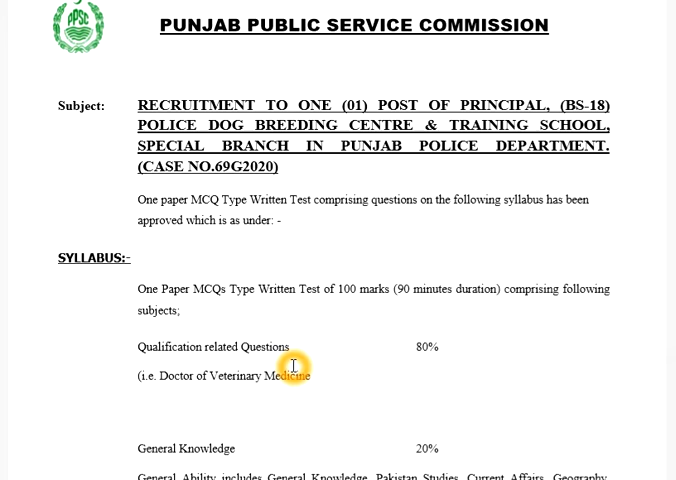 PPSC
PUNJAB PUBLIC SERVICE COMMISSION
Subject: RECRUITMENT TO ONE (01) POST OF PRINCIPAL, (BS-18)
POLICE DOG BREEDING CENTRE & TRAINING SCHOOL,
SPECIAL BRANCH IN PUNJAB POLICE DEPARTMENT.
(CASE NO.69G2020)
One paper MCQ Type Written Test comprising questions on the following syllabus has been
approved which is as under: -
SYLLABUS:-
One Paper MCQs Type Written Test of 100 marks (90 minutes duration) comprising following
subjects;
Qualification related Questions 80%
(i.e. Doctor of Veterinary Medicine
General Knowledge 20%
General Ability includes General Knowledge, Pakistan Studies, Current Affairs, Geography,